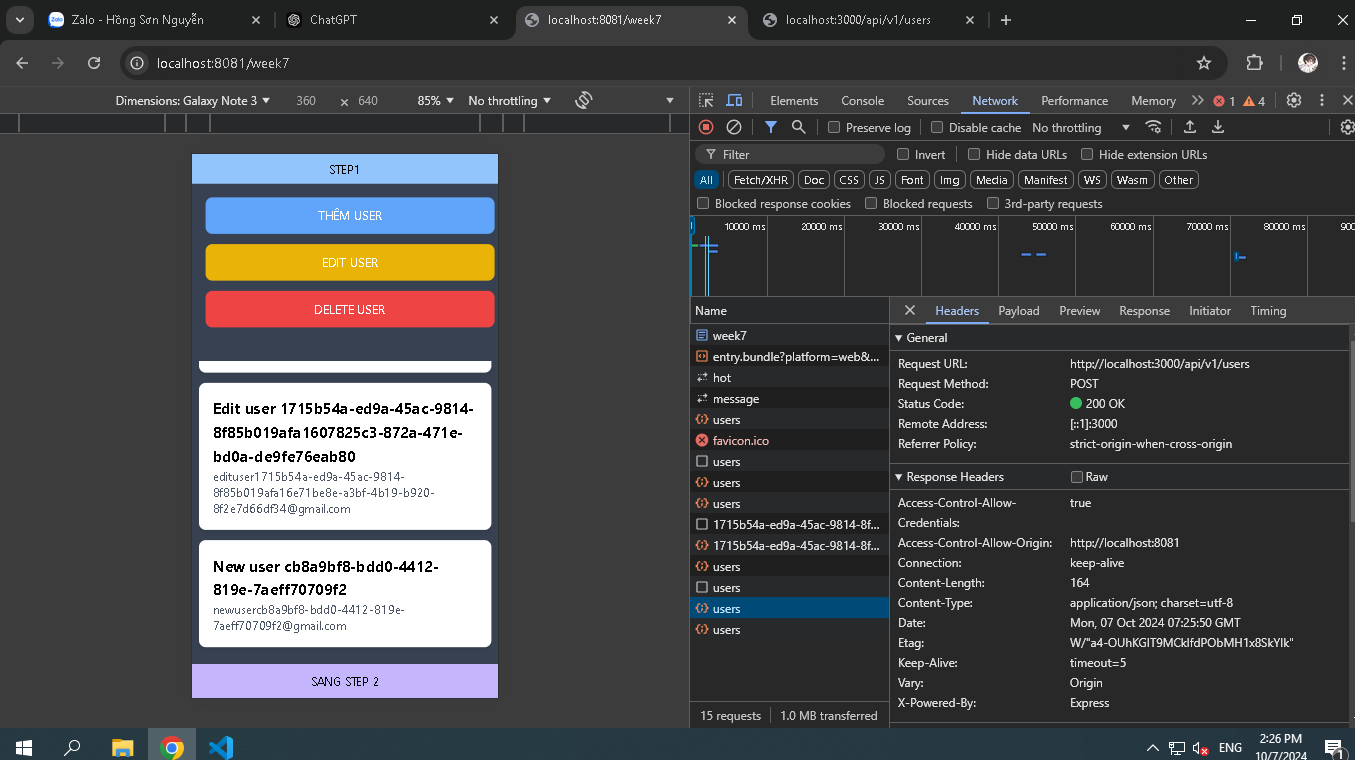 Zalo - Hồng Sơn Nguyễn
ChatGPT
localhost:8081/week7
localhost:3000/api/v1/users
localhost:8081/week7
Dimensions: Galaxy Note 3
360
×
640
85%
No throttling
Elements
Console
Sources
Network
Performance
Memory
1
4
Preserve log
Disable cache
No throttling
Filter
Invert
Hide data URLs
Hide extension URLs
All
Fetch/XHR
Doc
CSS
JS
Font
Img
Media
Manifest
WS
Wasm
Other
Blocked response cookies
Blocked requests
3rd-party requests
10000 ms
20000 ms
30000 ms
40000 ms
50000 ms
60000 ms
70000 ms
80000 ms
900
STEP1
THÊM USER
EDIT USER
DELETE USER
Edit user 1715b54a-ed9a-45ac-9814-
8f85b019afa1607825c3-872a-471e-
bd0a-de9fe76eab80
edituser1715b54a-ed9a-45ac-9814-
8f85b019afa16e71be8e-a3bf-4b19-b920-
8f2e7d66df34@gmail.com
New user cb8a9bf8-bdd0-4412-
819e-7aeff70709f2
newusercb8a9bf8-bdd0-4412-819e-
7aeff70709f2@gmail.com
SANG STEP 2
Name
week7
entry.bundle?platform=web&...
hot
message
users
favicon.ico
users
users
users
1715b54a-ed9a-45ac-9814-8f...
1715b54a-ed9a-45ac-9814-8f...
users
users
users
users
15 requests
1.0 MB transferred
Headers
Payload
Preview
Response
Initiator
Timing
General
Request URL: http://localhost:3000/api/v1/users
Request Method: POST
Status Code: 200 OK
Remote Address: [::1]:3000
Referrer Policy: strict-origin-when-cross-origin
Response Headers
Raw
Access-Control-Allow- true
Credentials:
Access-Control-Allow-Origin: http://localhost:8081
Connection: keep-alive
Content-Length: 164
Content-Type: application/json; charset=utf-8
Date: Mon, 07 Oct 2024 07:25:50 GMT
Etag: W/"a4-OUhKGlT9MCkIfdPObMH1x8SkYlk"
Keep-Alive: timeout=5
Vary: Origin
X-Powered-By: Express
ENG
2:26 PM
10/7/2024
1